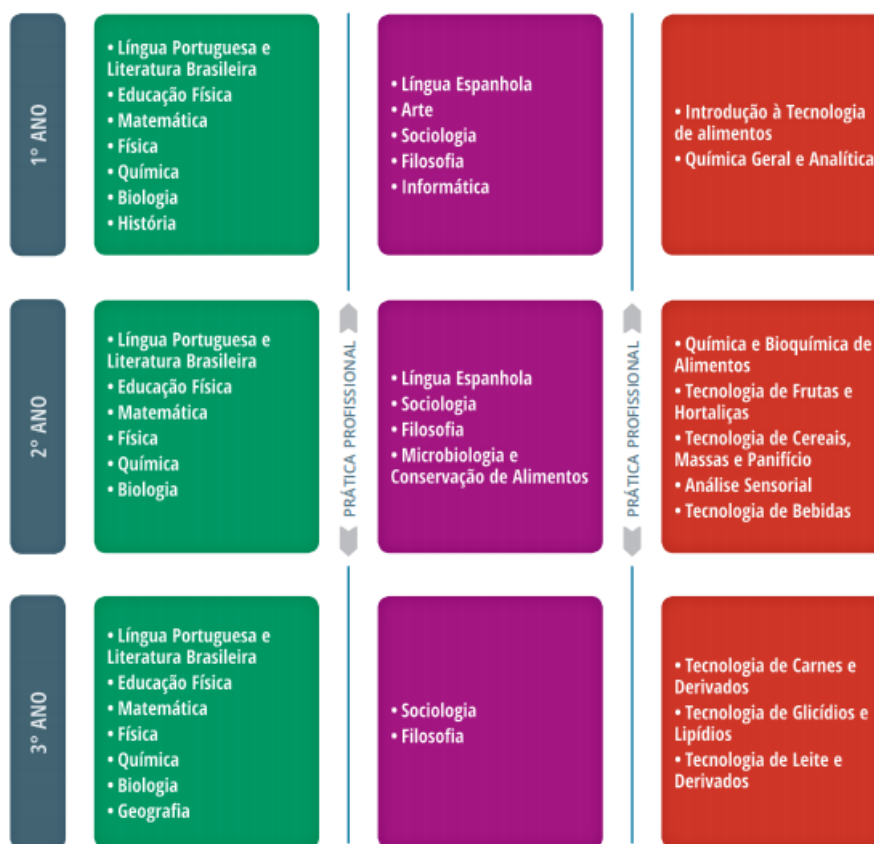 1º ANO
• Língua Portuguesa e
Literatura Brasileira
• Educação Física
• Matemática
• Física
• Química
• Biologia
• História
• Língua Espanhola
• Arte
• Sociologia
• Filosofia
• Informática
• Introdução à Tecnologia
de alimentos
• Química Geral e Analítica
2º ANO
• Língua Portuguesa e
Literatura Brasileira
• Educação Física
• Matemática
• Física
• Química
• Biologia
PRÁTICA PROFISSIONAL
• Língua Espanhola
• Sociologia
• Filosofia
• Microbiologia e
Conservação de Alimentos
PRÁTICA PROFISSIONAL
• Química e Bioquímica de
Alimentos
• Tecnologia de Frutas e
Hortaliças
• Tecnologia de Cereais,
Massas e Panifício
• Análise Sensorial
• Tecnologia de Bebidas
3º ANO
• Língua Portuguesa e
Literatura Brasileira
• Educação Física
• Matemática
• Física
• Química
• Biologia
• Geografia
• Sociologia
• Filosofia
• Tecnologia de Carnes e
Derivados
• Tecnologia de Glicídios e
Lipídios
• Tecnologia de Leite e
Derivados